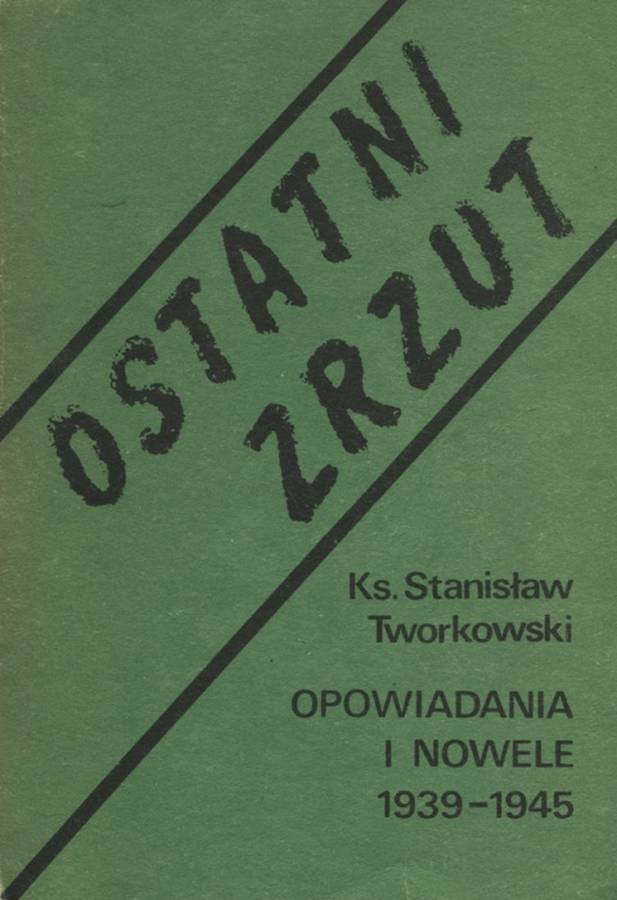 OSTATNI
ZRZUT
Ks. Stanisław
Tworkowski
OPOWIADANIA
I NOWELE
1939-1945